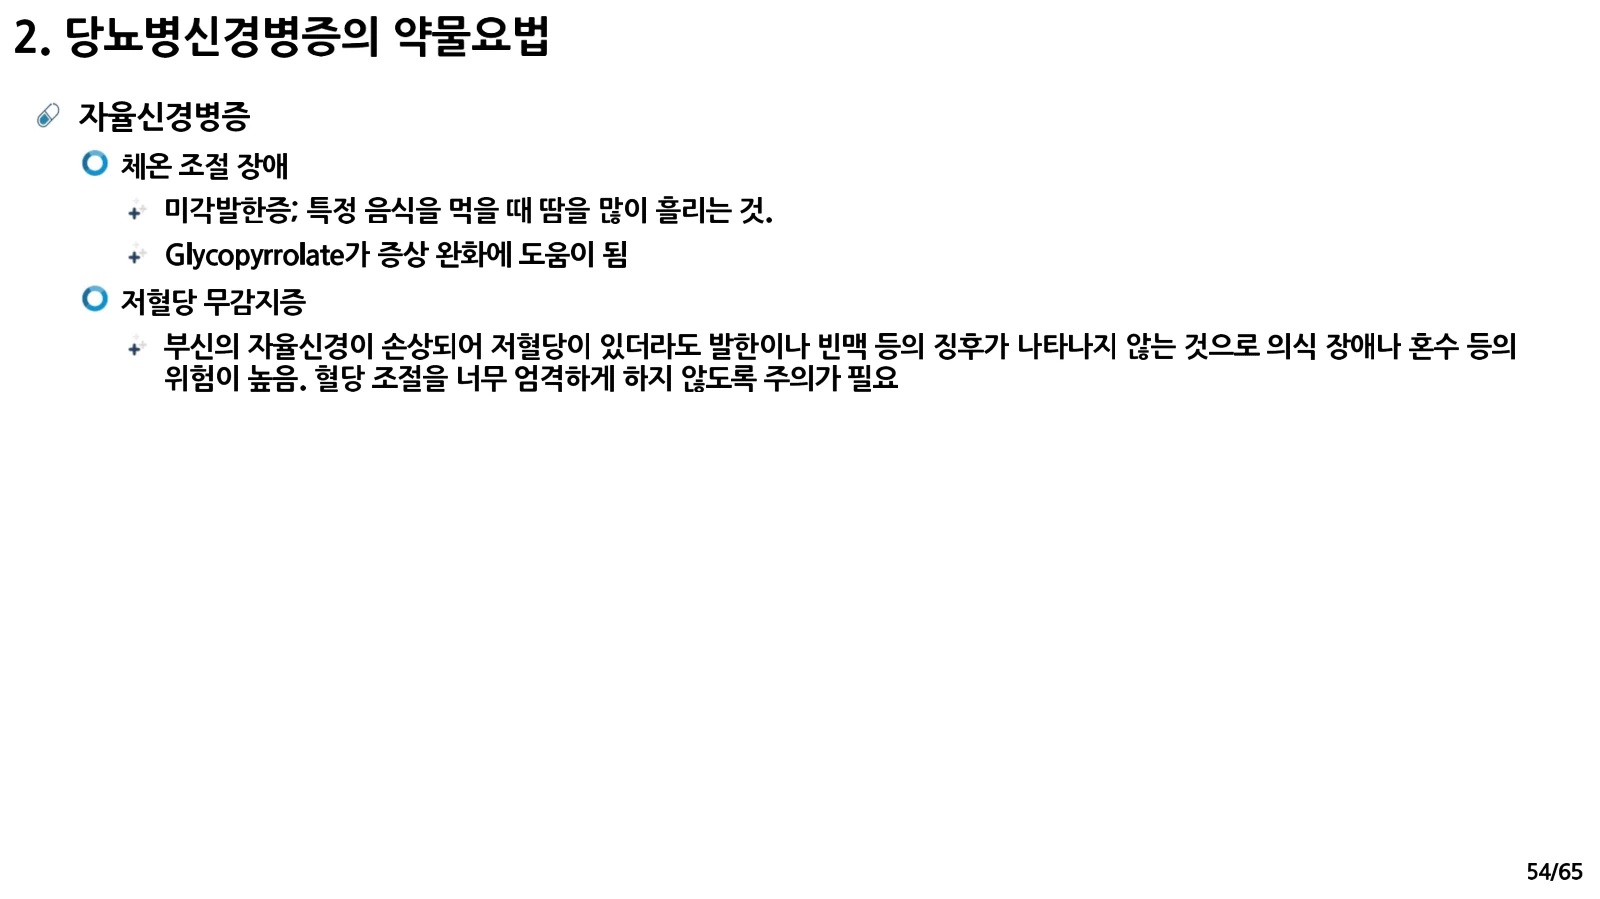 2. 당뇨병신경병증의 약물요법
자율신경병증
체온 조절 장애
미각발한증; 특정 음식을 먹을 때 땀을 많이 흘리는 것.
Glycopyrrolate가 증상 완화에 도움이 됨
저혈당 무감지증
부신의 자율신경이 손상되어 저혈당이 있더라도 발한이나 빈맥 등의 징후가 나타나지 않는 것으로 의식 장애나 혼수 등의
위험이 높음. 혈당 조절을 너무 엄격하게 하지 않도록 주의가 필요
54/65